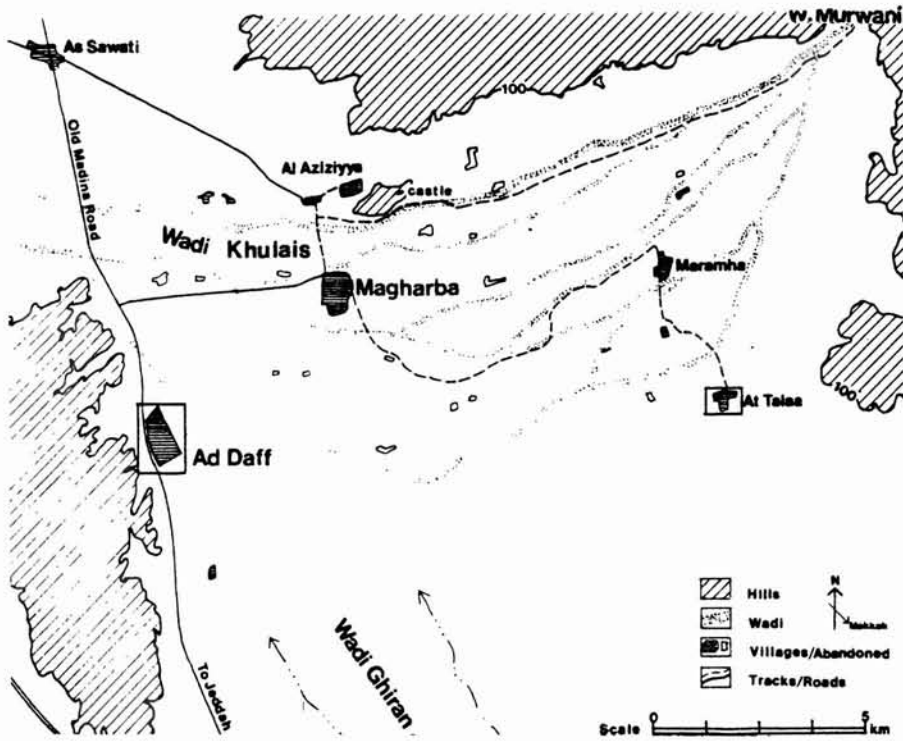 W. Murwani
As Sawati
100
Old Madina Road
Al Aziziyya
castle
Wadi Khulais
Magharba
Maramha
100
At Talaa
Ad Daff
Wadi Ghiran
To Jeddah
Hills
Wadi
Villages/Abandoned
Tracks/Roads
N
Makkah
Scale
0
5
km